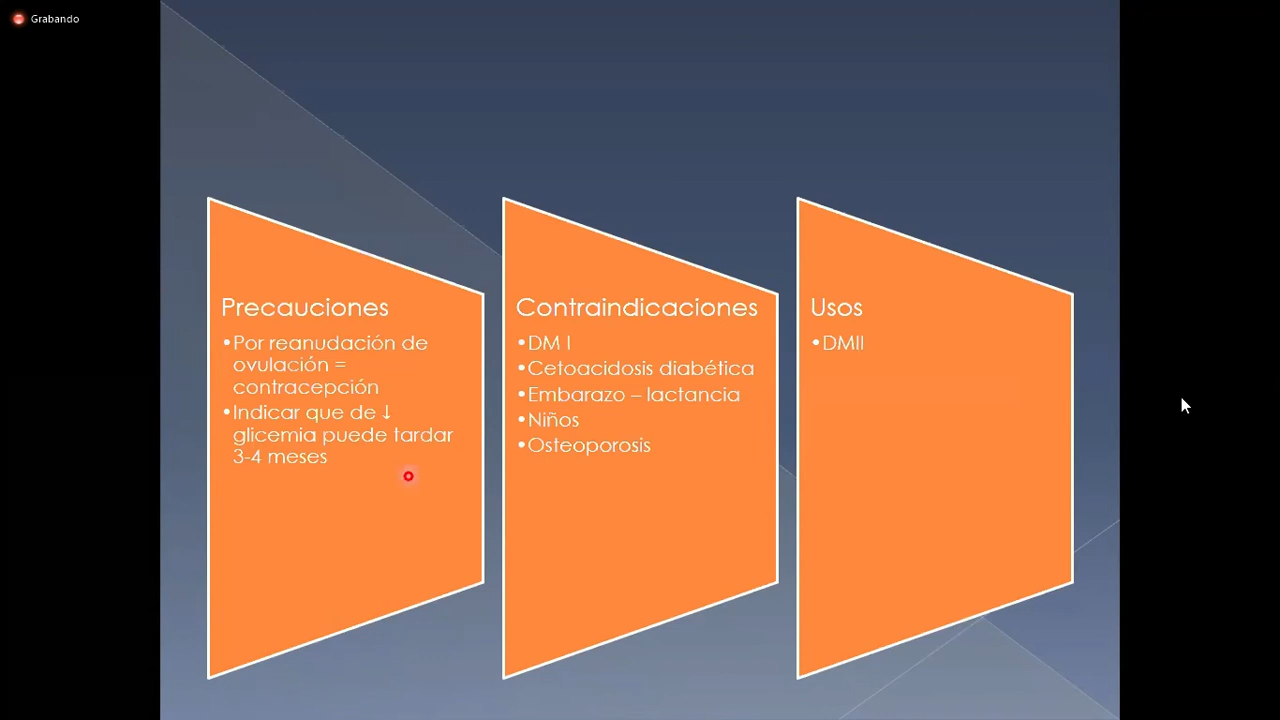 Grabando
Precauciones
•Por reanudación de
ovulación =
contracepción
•Indicar que de ↓
glicemia puede tardar
3-4 meses
Contraindicaciones
•DM I
•Cetoacidosis diabética
•Embarazo – lactancia
•Niños
•Osteoporosis
Usos
•DMII